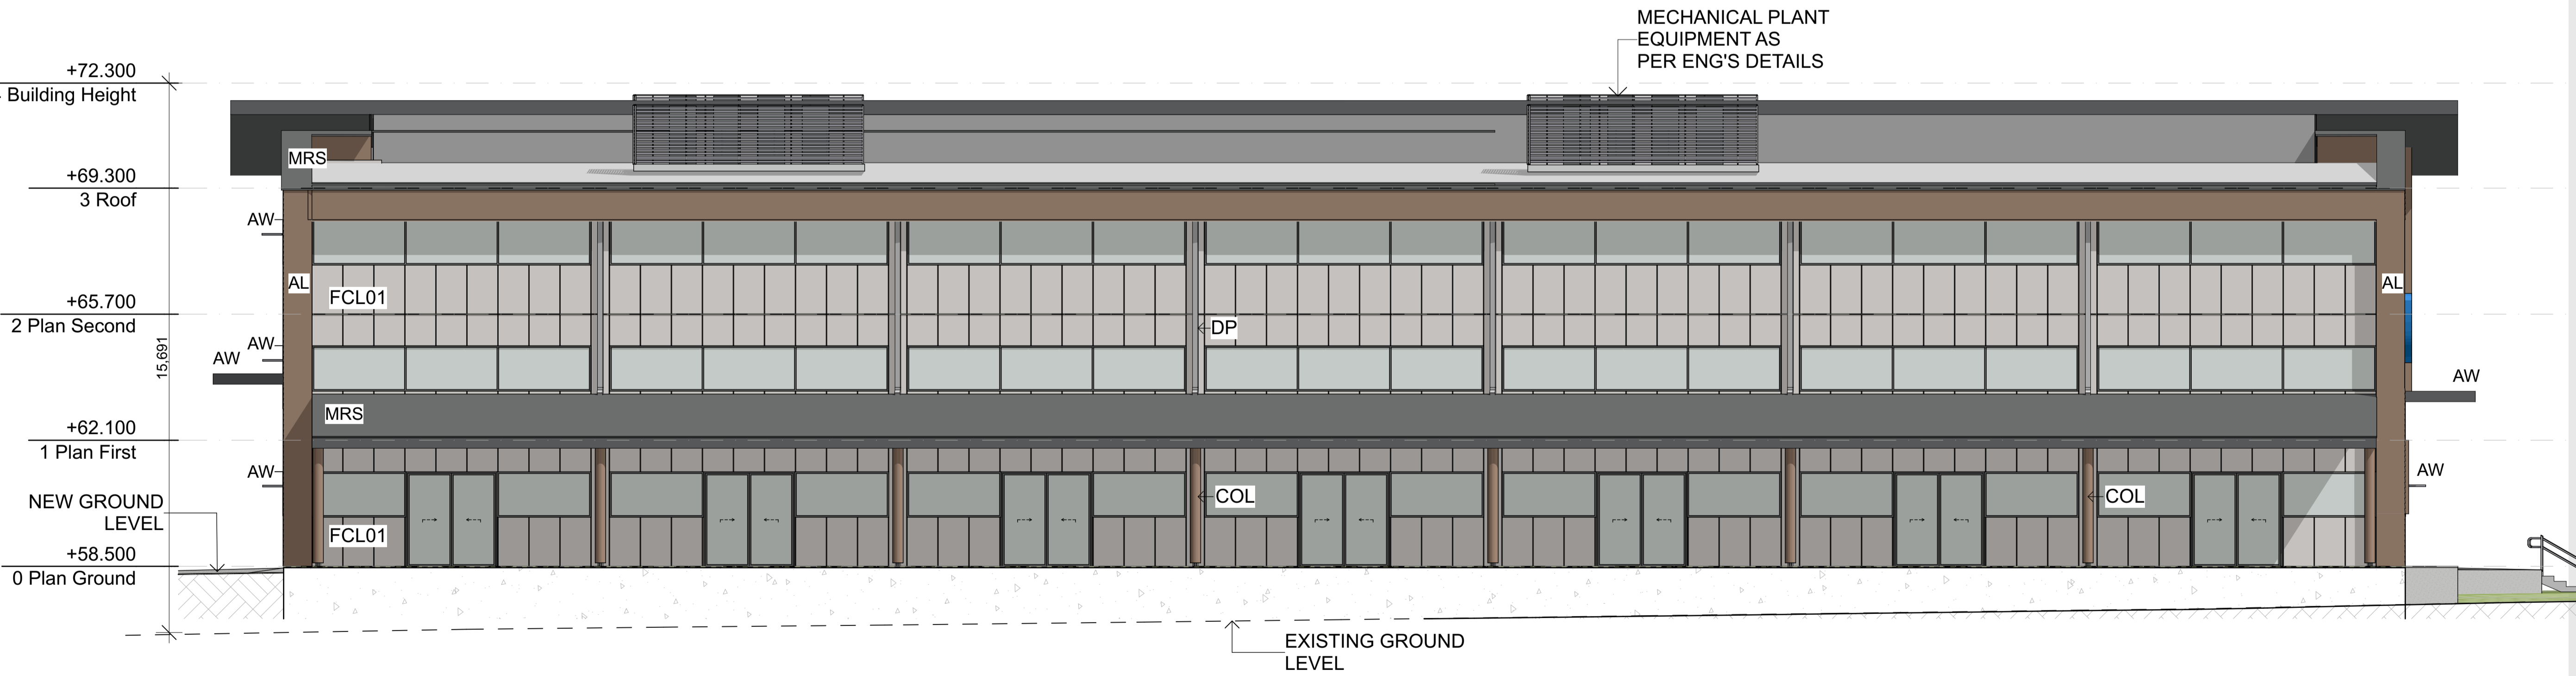 MECHANICAL PLANT
EQUIPMENT AS
PER ENG'S DETAILS
+72.300
Building Height
MRS
+69.300
3 Roof
AW
AL
AL
FCL01
+65.700
2 Plan Second
DP
15,691
AW
AW
AW
MRS
+62.100
1 Plan First
AW
AW
NEW GROUND
LEVEL
COL
COL
FCL01
+58.500
0 Plan Ground
EXISTING GROUND
LEVEL